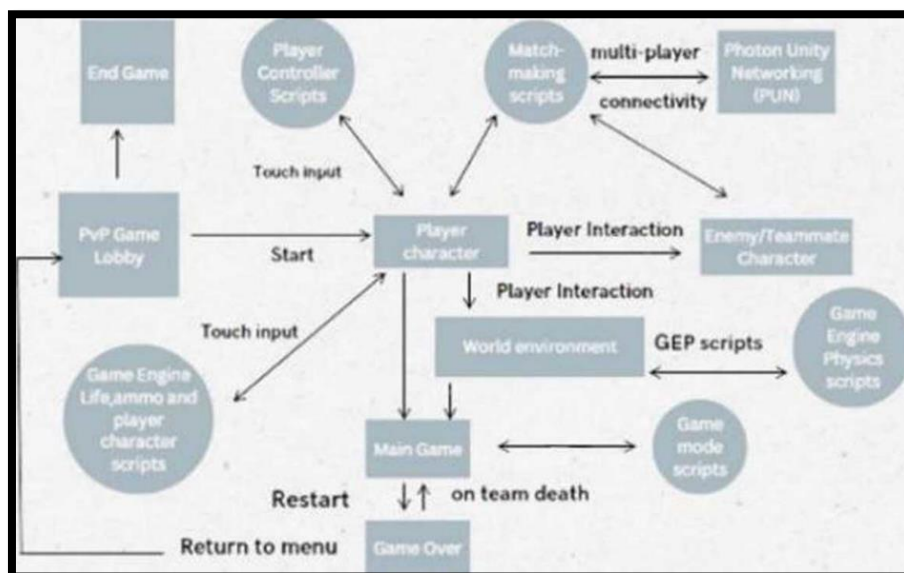 End Game
Player
Controller
Scripts
Match-
making
scripts
multi-player
connectivity
Photon Unity
Networking
(PUN)
Touch input
PvP Game
Lobby
Start
Player
character
Player Interaction
Enemy/Teammate
Character
Player Interaction
Touch input
World environment
GEP scripts
Game
Engine
Physics
scripts
Game Engine
Life,ammo and
player
character
scripts
Main Game
Game
mode
scripts
Restart
on team death
Return to menu
Game Over